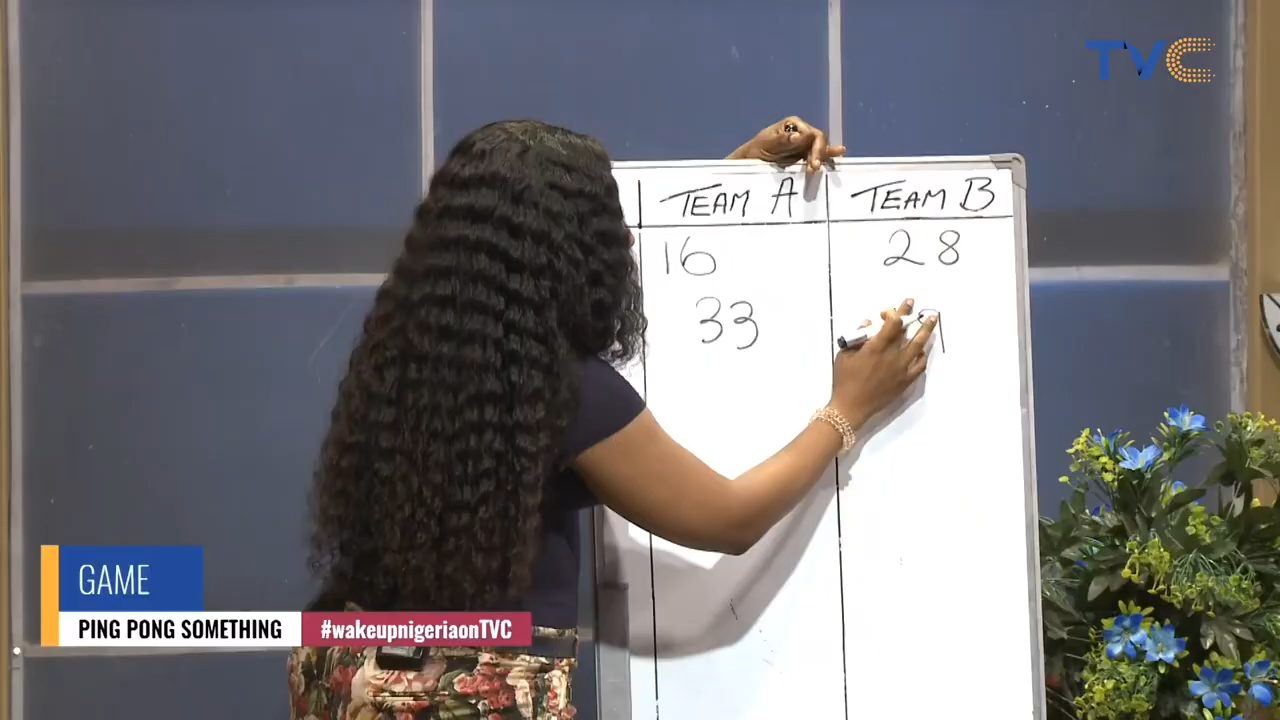 TVC
TEAM A TEAM B
16 28
33
GAME
PING PONG SOMETHING #wakeupnigeriaonTVC